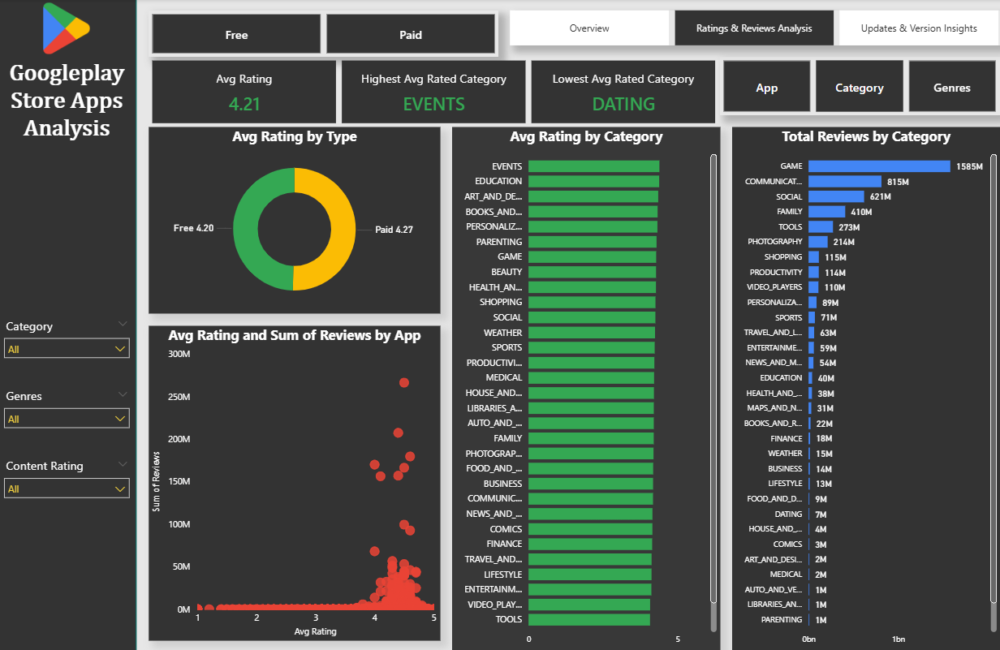 Googleplay
Store Apps
Analysis
Free
Paid
Overview
Ratings & Reviews Analysis
Updates & Version Insights
Avg Rating
4.21
Highest Avg Rated Category
EVENTS
Lowest Avg Rated Category
DATING
App
Category
Genres
Category
All
Genres
All
Content Rating
All
Avg Rating by Type
Free 4.20
Paid 4.27
Avg Rating and Sum of Reviews by App
300M
250M
200M
150M
100M
50M
0M
Sum of Reviews
1
2
3
4
5
Avg Rating
Avg Rating by Category
EVENTS
EDUCATION
ART_AND_DE...
BOOKS_AND...
PERSONALIZ...
PARENTING
GAME
BEAUTY
HEALTH_AN...
SHOPPING
SOCIAL
WEATHER
SPORTS
PRODUCTIVI...
MEDICAL
HOUSE_AND...
LIBRARIES_A...
AUTO_AND_...
FAMILY
PHOTOGRAP...
FOOD_AND_...
BUSINESS
COMMUNIC...
NEWS_AND_...
COMICS
FINANCE
TRAVEL_AND...
LIFESTYLE
ENTERTAINM...
VIDEO_PLAY...
TOOLS
0
5
Total Reviews by Category
GAME 1585M
COMMUNICAT... 815M
SOCIAL 621M
FAMILY 410M
TOOLS 273M
PHOTOGRAPHY 214M
SHOPPING 115M
PRODUCTIVITY 114M
VIDEO_PLAYERS 110M
PERSONALIZA... 89M
SPORTS 71M
TRAVEL_AND_L... 63M
ENTERTAINME... 59M
NEWS_AND_M... 54M
EDUCATION 40M
HEALTH_AND_... 38M
MAPS_AND_N... 31M
BOOKS_AND_R... 22M
FINANCE 18M
WEATHER 15M
BUSINESS 14M
LIFESTYLE 13M
FOOD_AND_D... 9M
DATING 7M
HOUSE_AND_... 4M
COMICS 3M
ART_AND_DESI... 2M
MEDICAL 2M
AUTO_AND_VE... 1M
LIBRARIES_AN... 1M
PARENTING 1M
0bn
1bn